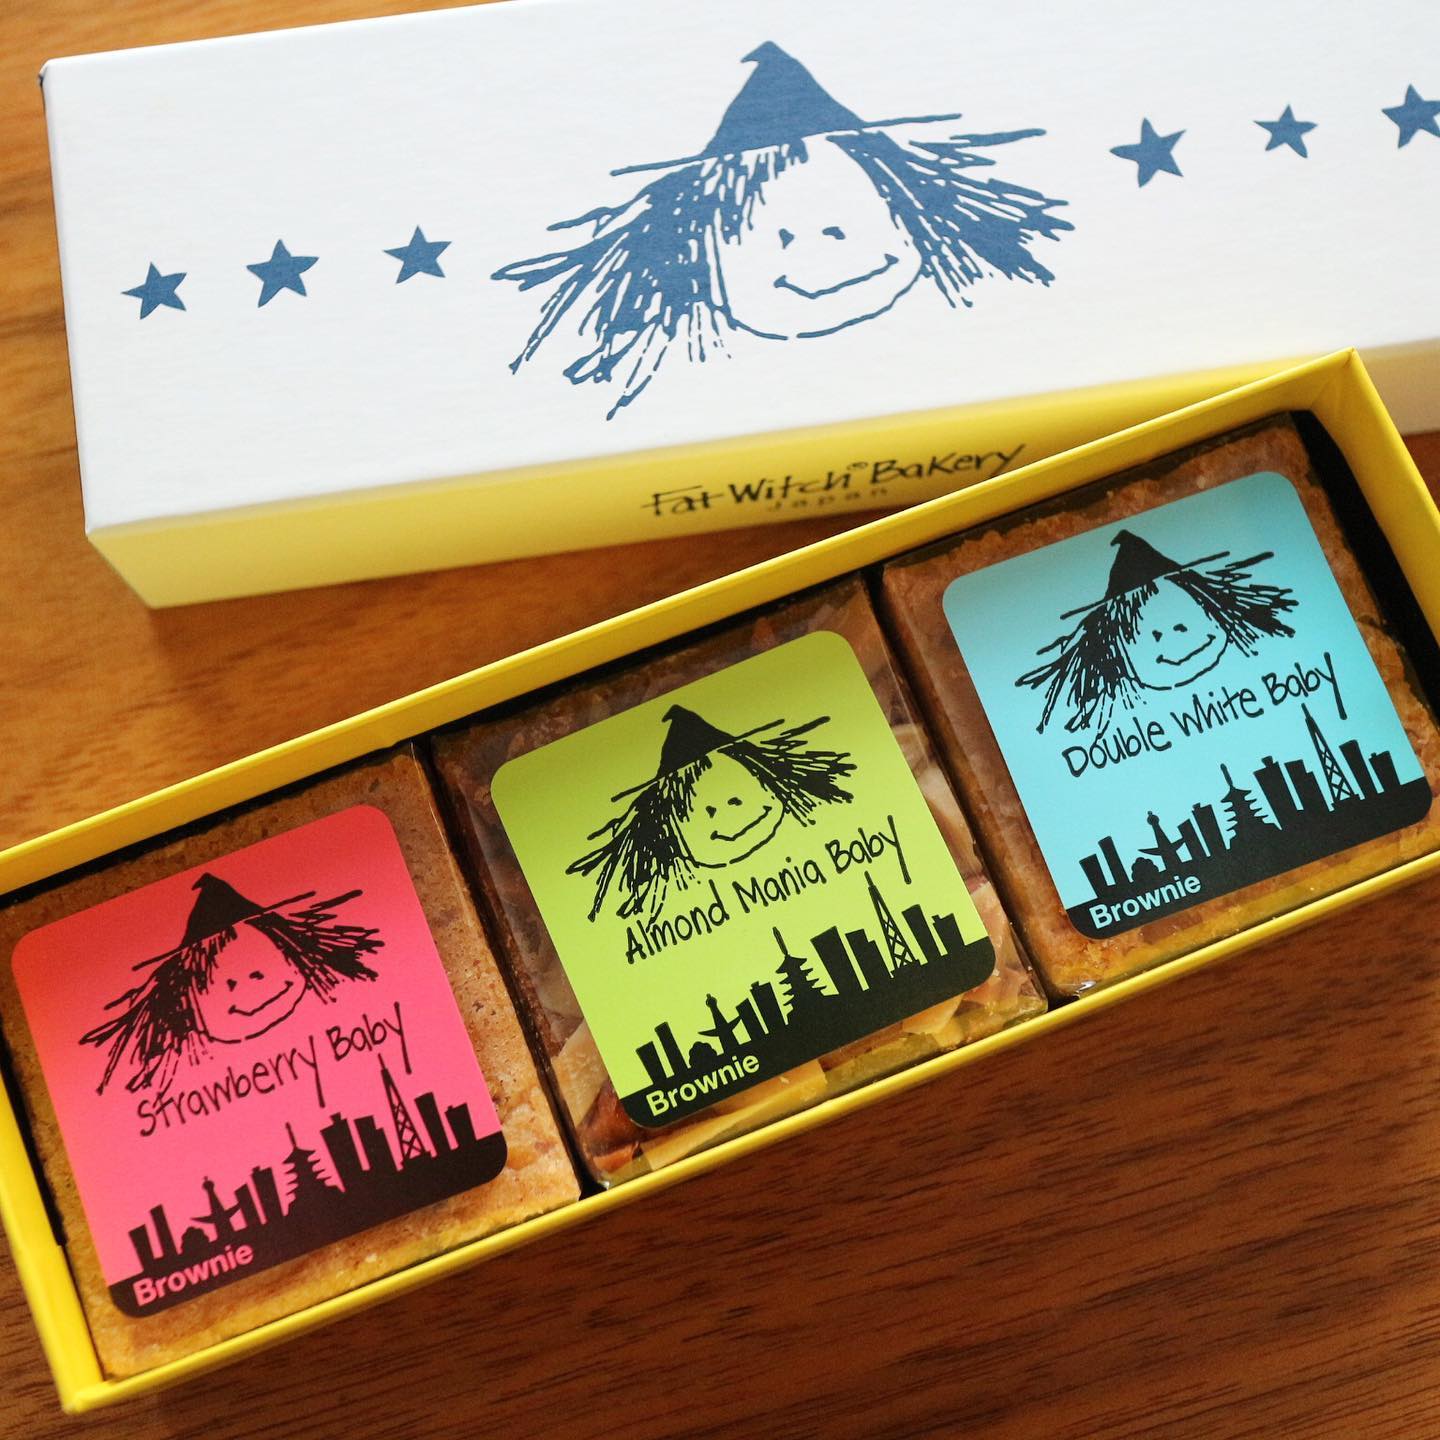 Fat Witch® Bakery
Japan
Strawberry Baby
Brownie
Almond Mania Baby
Brownie
Double White Baby
Brownie